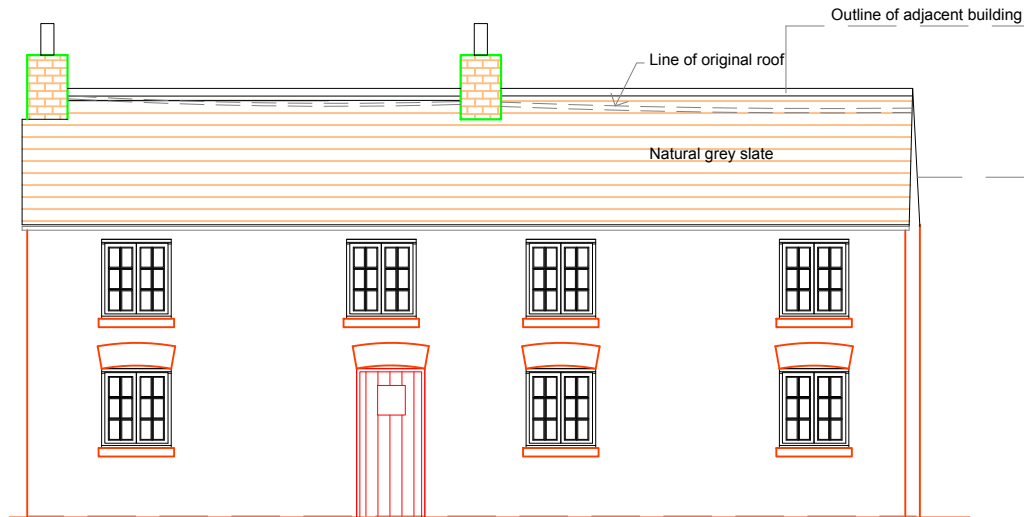 Outline of adjacent building
Line of original roof
Natural grey slate